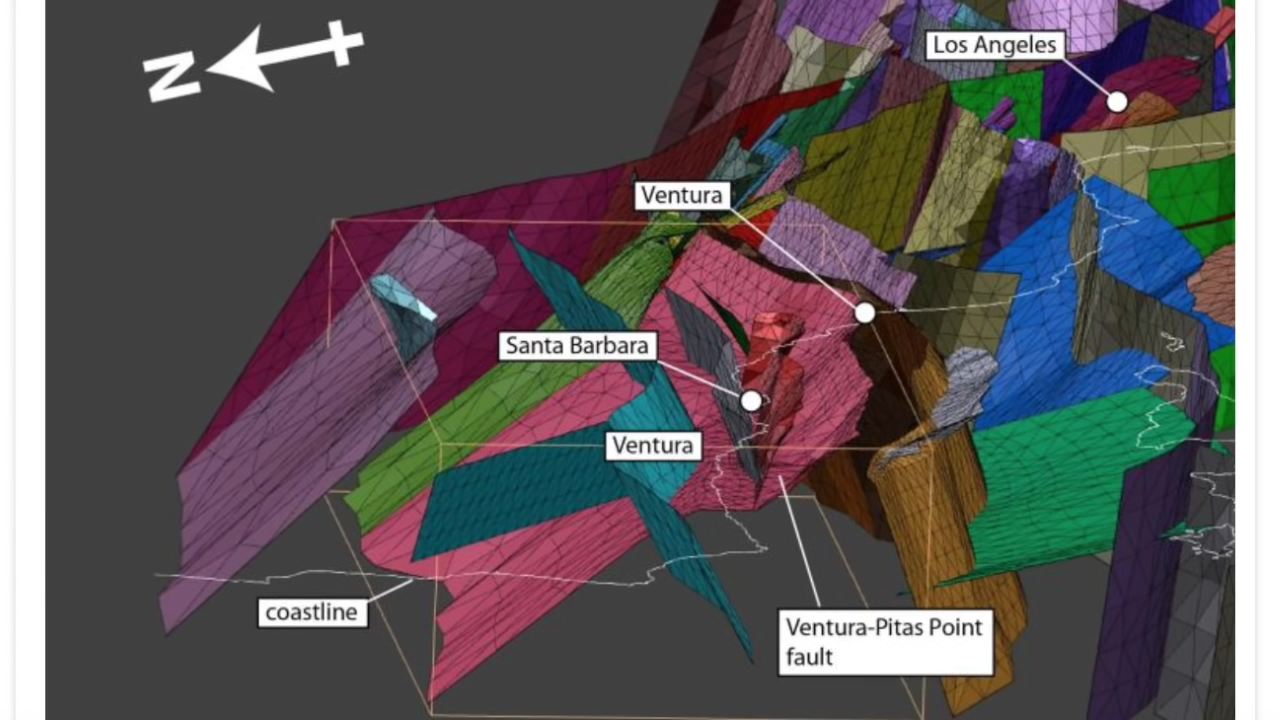 N
Los Angeles
Ventura
Santa Barbara
Ventura
coastline
Ventura-Pitas Point
fault